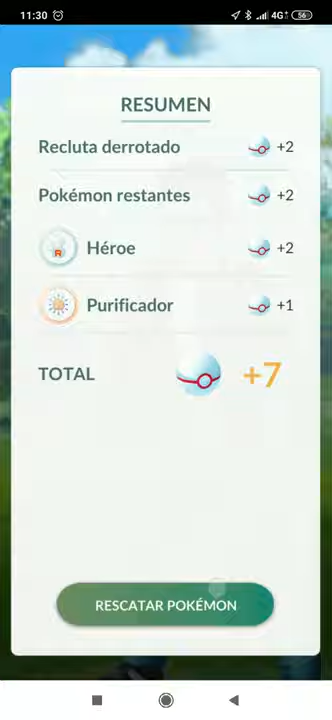 11:30 4G+ 56
RESUMEN
Recluta derrotado +2
Pokémon restantes +2
R Héroe +2
Purificador +1
TOTAL +7
RESCATAR POKÉMON